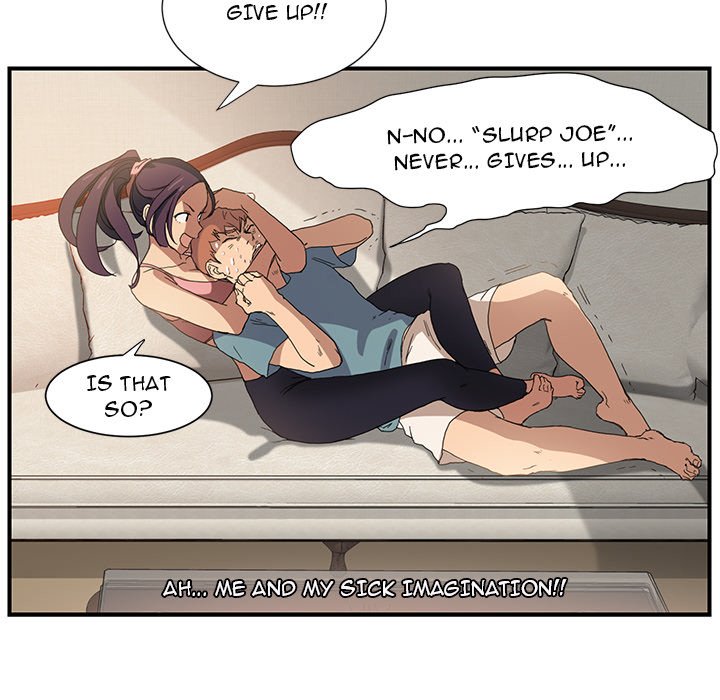 GIVE UP!!
N-NO... "SLURP JOE"...
NEVER... GIVES... UP...
IS THAT
SO?
AH... ME AND MY SICK IMAGINATION!!